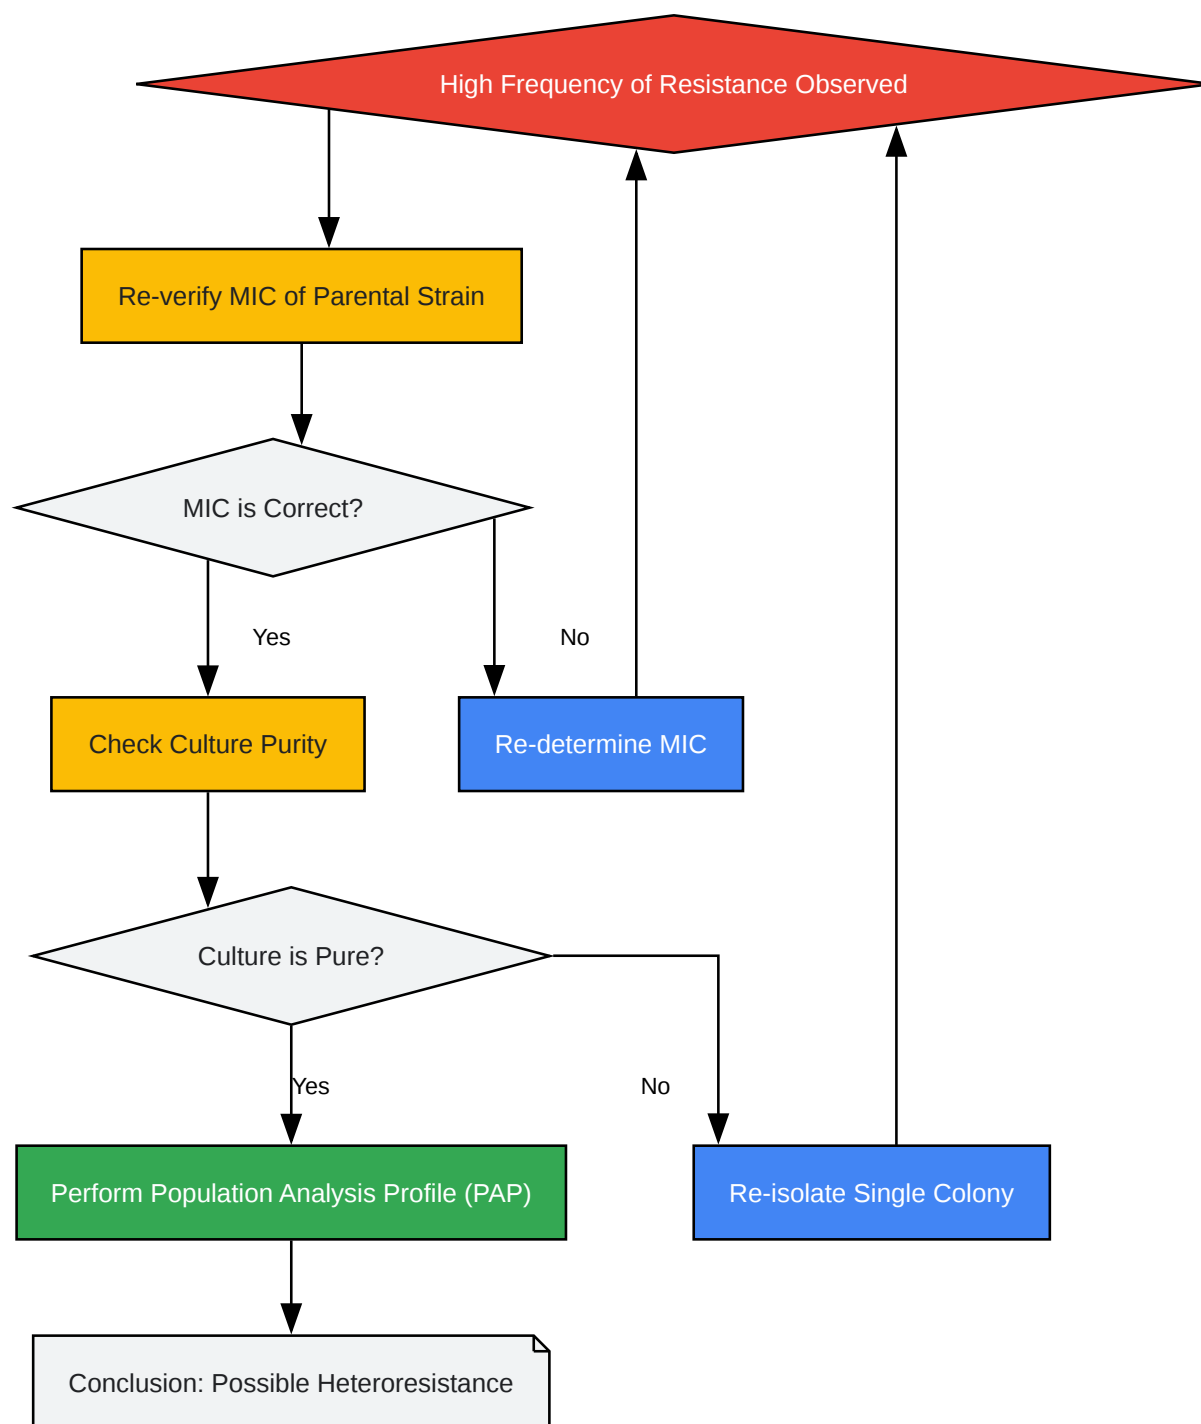 High Frequency of Resistance Observed
Re-verify MIC of Parental Strain
MIC is Correct?
Yes
No
Check Culture Purity
Re-determine MIC
Culture is Pure?
Yes
No
Perform Population Analysis Profile (PAP)
Re-isolate Single Colony
Conclusion: Possible Heteroresistance